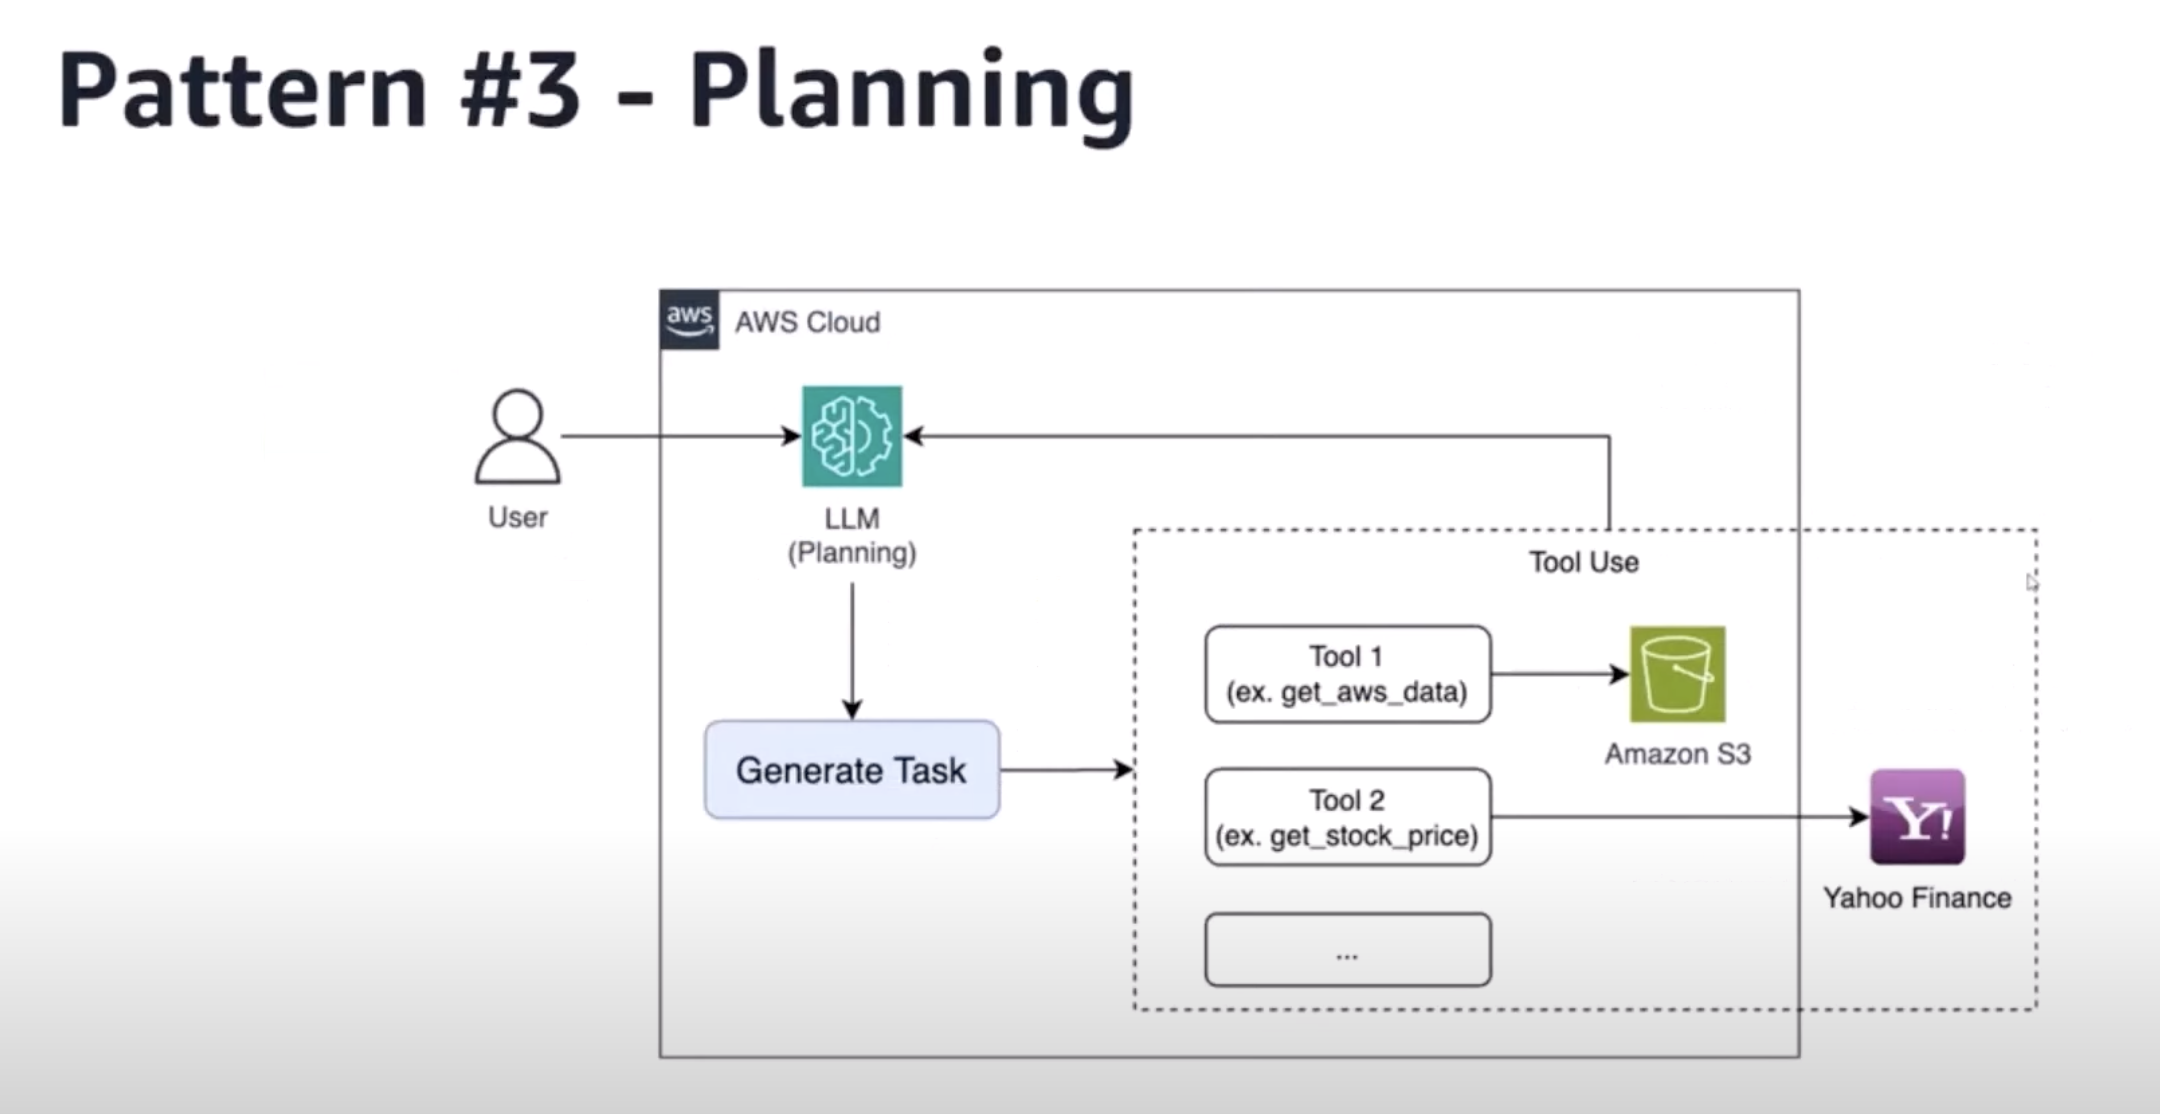 Pattern #3 - Planning
aws
AWS Cloud
User
LLM
(Planning)
Tool Use
Tool 1
(ex. get_aws_data)
Amazon S3
Generate Task
Tool 2
(ex. get_stock_price)
Y!
Yahoo Finance
...